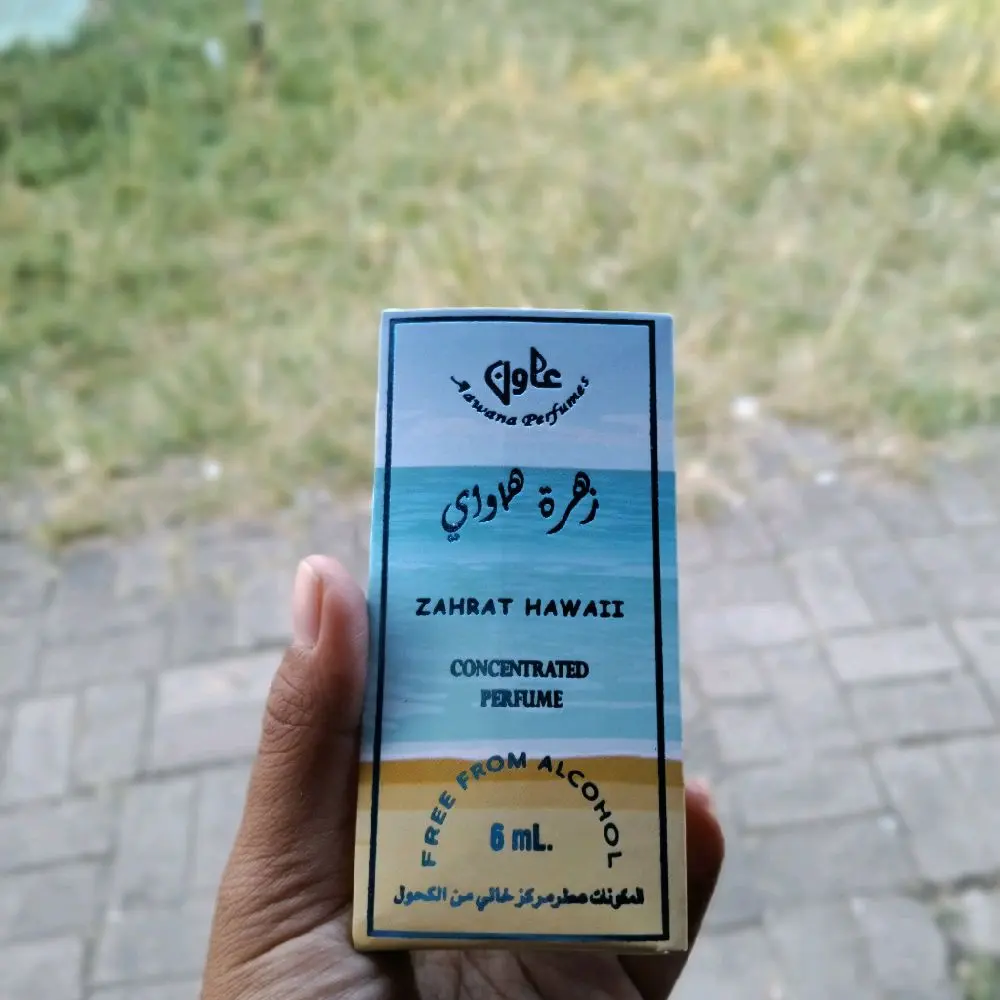 عاون
Aawana Perfumes
زهرة هاواي
ZAHRAT HAWAII
CONCENTRATED
PERFUME
FREE FROM ALCOHOL
6 mL.
المكونات عطر مركز خالي من الكحول